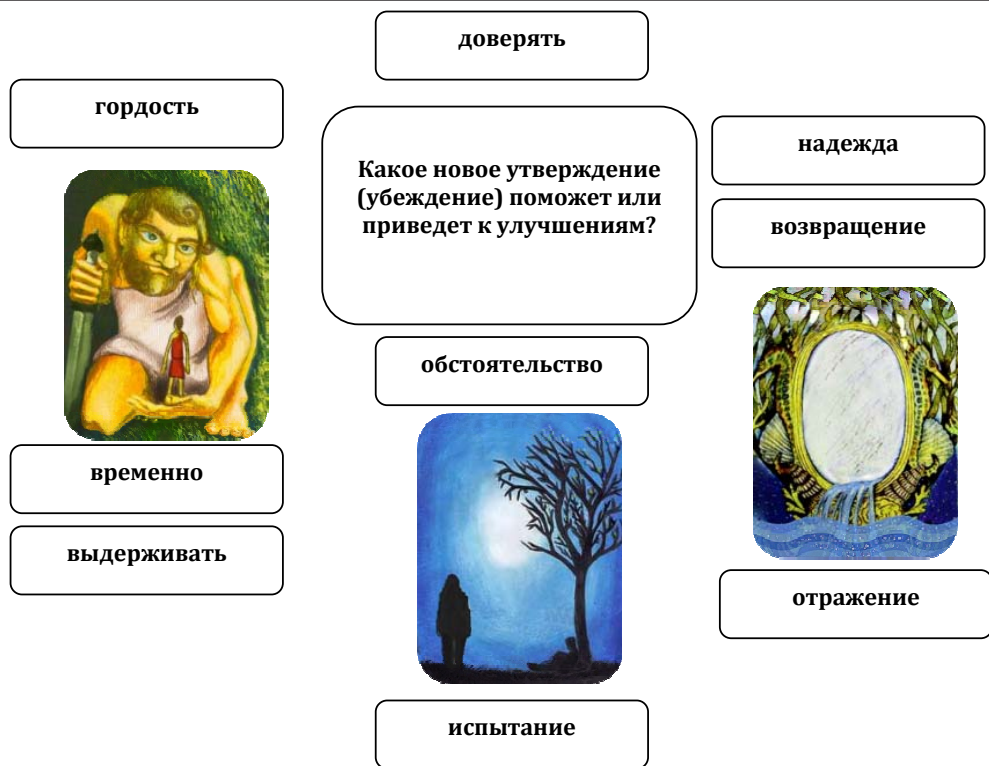 доверять
гордость
Какое новое утверждение
(убеждение) поможет или
приведет к улучшениям?
надежда
возвращение
обстоятельство
временно
выдерживать
отражение
испытание